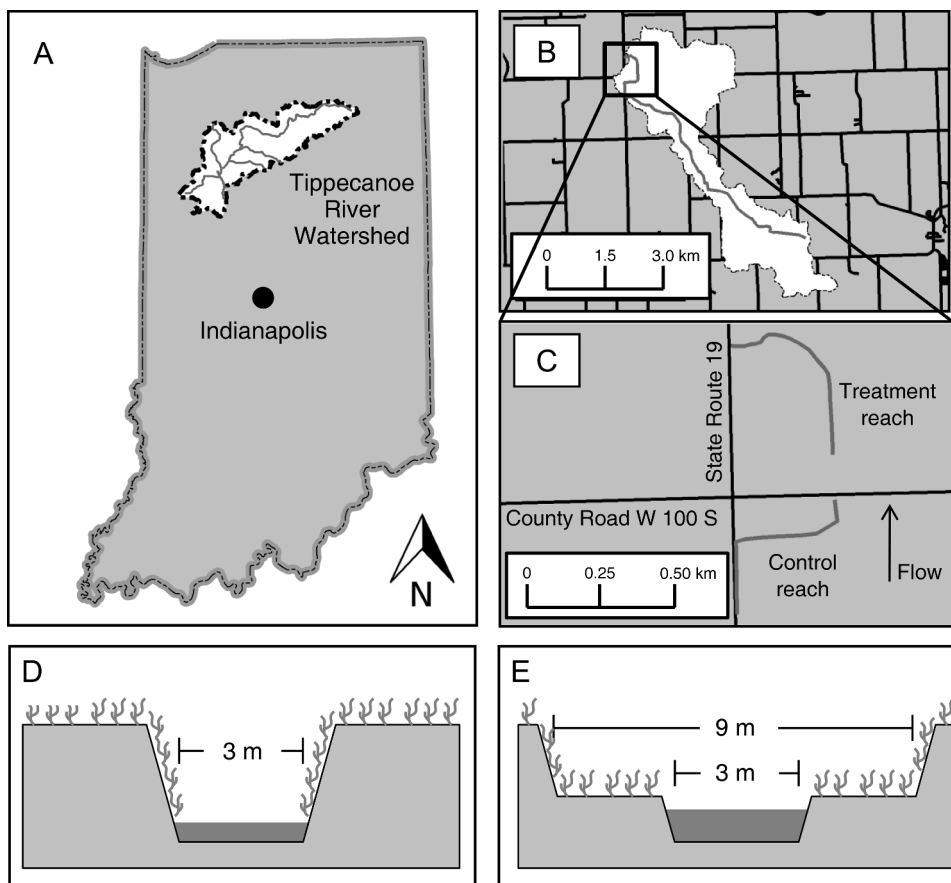 A
Tippecanoe
River
Watershed
Indianapolis
N
B
0 1.5 3.0 km
C
State Route 19
Treatment
reach
County Road W 100 S
0 0.25 0.50 km
Control
reach
Flow
D
3 m
E
9 m
3 m